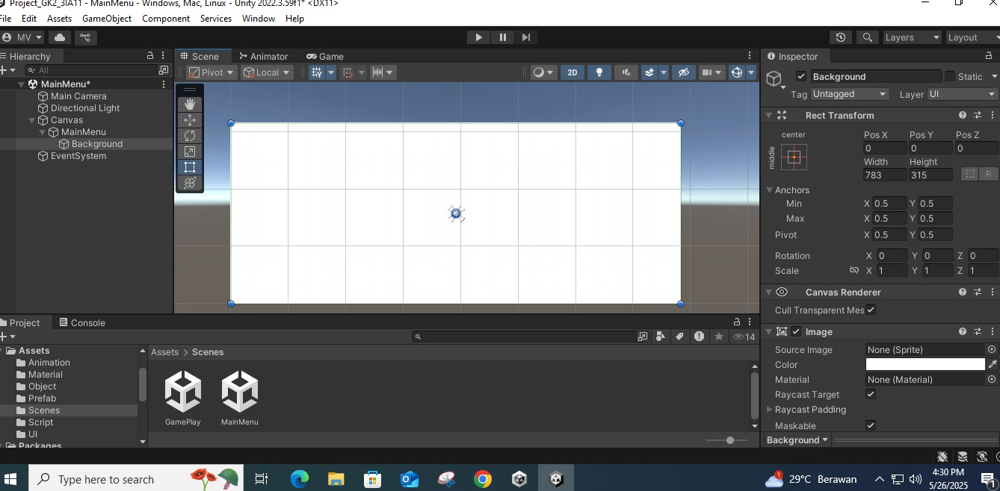 Project_GK2_3IA11 - MainMenu - Windows, Mac, Linux - Unity 2022.3.59f1* <DX11>
File Edit Assets GameObject Component Services Window Help
MV Layers Layout
Hierarchy Scene Animator Game Inspector
All Pivot Local 2D Background Static
MainMenu* Tag Untagged Layer UI
Main Camera
Directional Light
Canvas
MainMenu
Background
EventSystem
Rect Transform
center Pos X Pos Y Pos Z
middle 0 0 0
Width Height
783 315 R
Anchors
Min X 0.5 Y 0.5
Max X 0.5 Y 0.5
Pivot X 0.5 Y 0.5
Rotation X 0 Y 0 Z 0
Scale X 1 Y 1 Z 1
Canvas Renderer
Cull Transparent Mes
Image
Source Image None (Sprite)
Color
Material None (Material)
Raycast Target
Raycast Padding
Maskable
Background
Project Console
14
Assets Assets > Scenes
Animation
Material
Object
Prefab
Scenes
Script
UI
Packages
GamePlay MainMenu
Type here to search 1 29°C Berawan 4:30 PM
5/26/2025 1